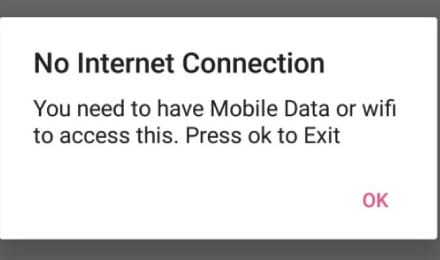 No Internet Connection
You need to have Mobile Data or wifi
to access this. Press ok to Exit
OK